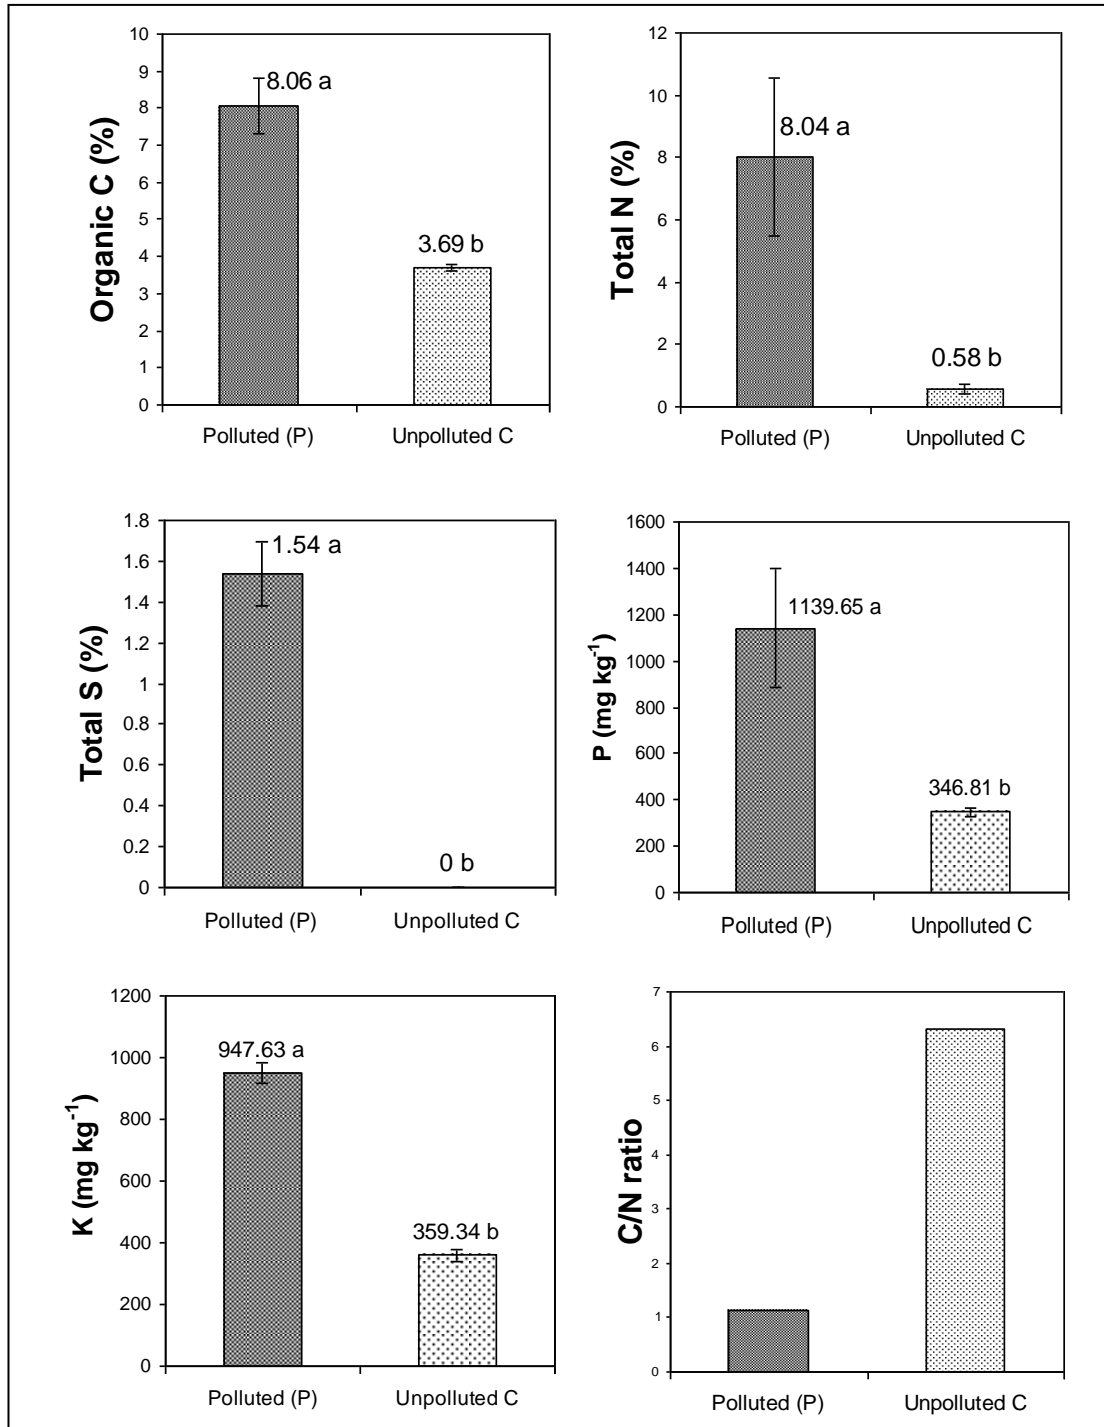 Organic C (%)
10
9
8
7
6
5
4
3
2
1
0
8.06 a
3.69 b
Polluted (P) Unpolluted C
Total N (%)
12
10
8
6
4
2
0
8.04 a
0.58 b
Polluted (P) Unpolluted C
Total S (%)
1.8
1.6
1.4
1.2
1
0.8
0.6
0.4
0.2
0
1.54 a
0 b
Polluted (P) Unpolluted C
P (mg kg⁻¹)
1600
1400
1200
1000
800
600
400
200
0
1139.65 a
346.81 b
Polluted (P) Unpolluted C
K (mg kg⁻¹)
1200
1000
800
600
400
200
0
947.63 a
359.34 b
Polluted (P) Unpolluted C
C/N ratio
7
6
5
4
3
2
1
0
Polluted (P) Unpolluted C